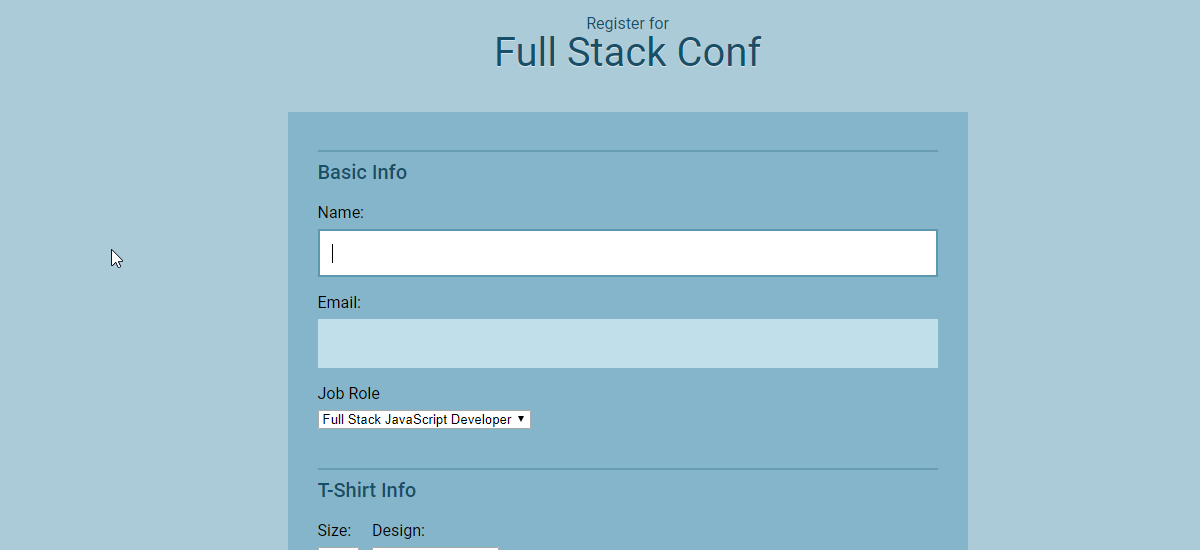 Register for
Full Stack Conf
Basic Info
Name:
Email:
Job Role
Full Stack JavaScript Developer
T-Shirt Info
Size: Design: